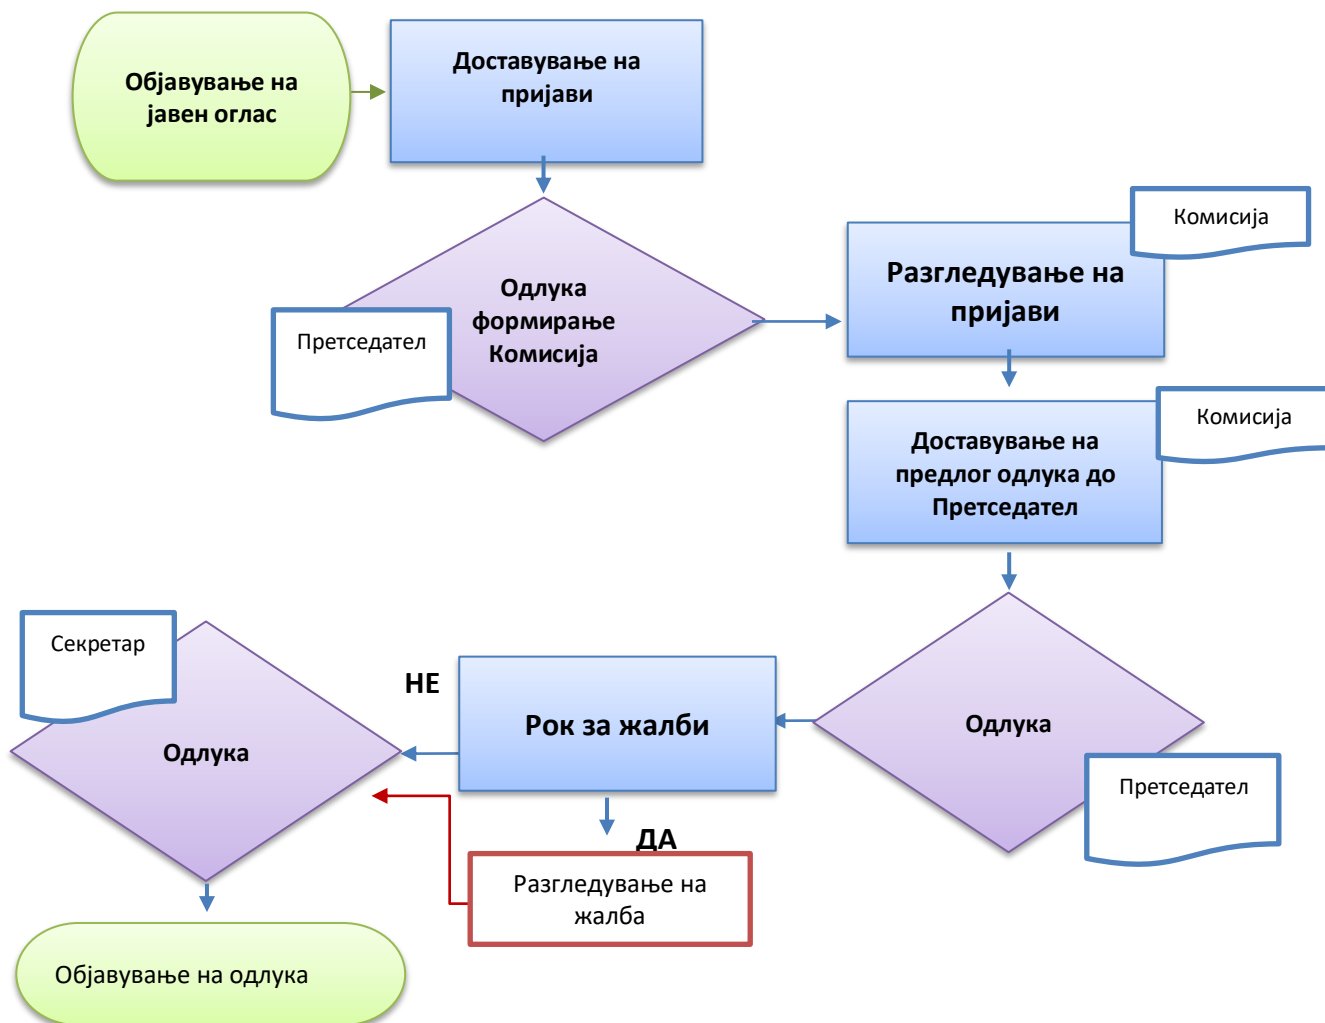 Објавување на
јавен оглас
Доставување на
пријави
Одлука
формирање
Комисија
Претседател
Комисија
Разгледување на
пријави
Комисија
Доставување на
предлог одлука до
Претседател
Одлука
Претседател
Рок за жалби
НЕ
ДА
Разгледување на
жалба
Секретар
Одлука
Објавување на одлука